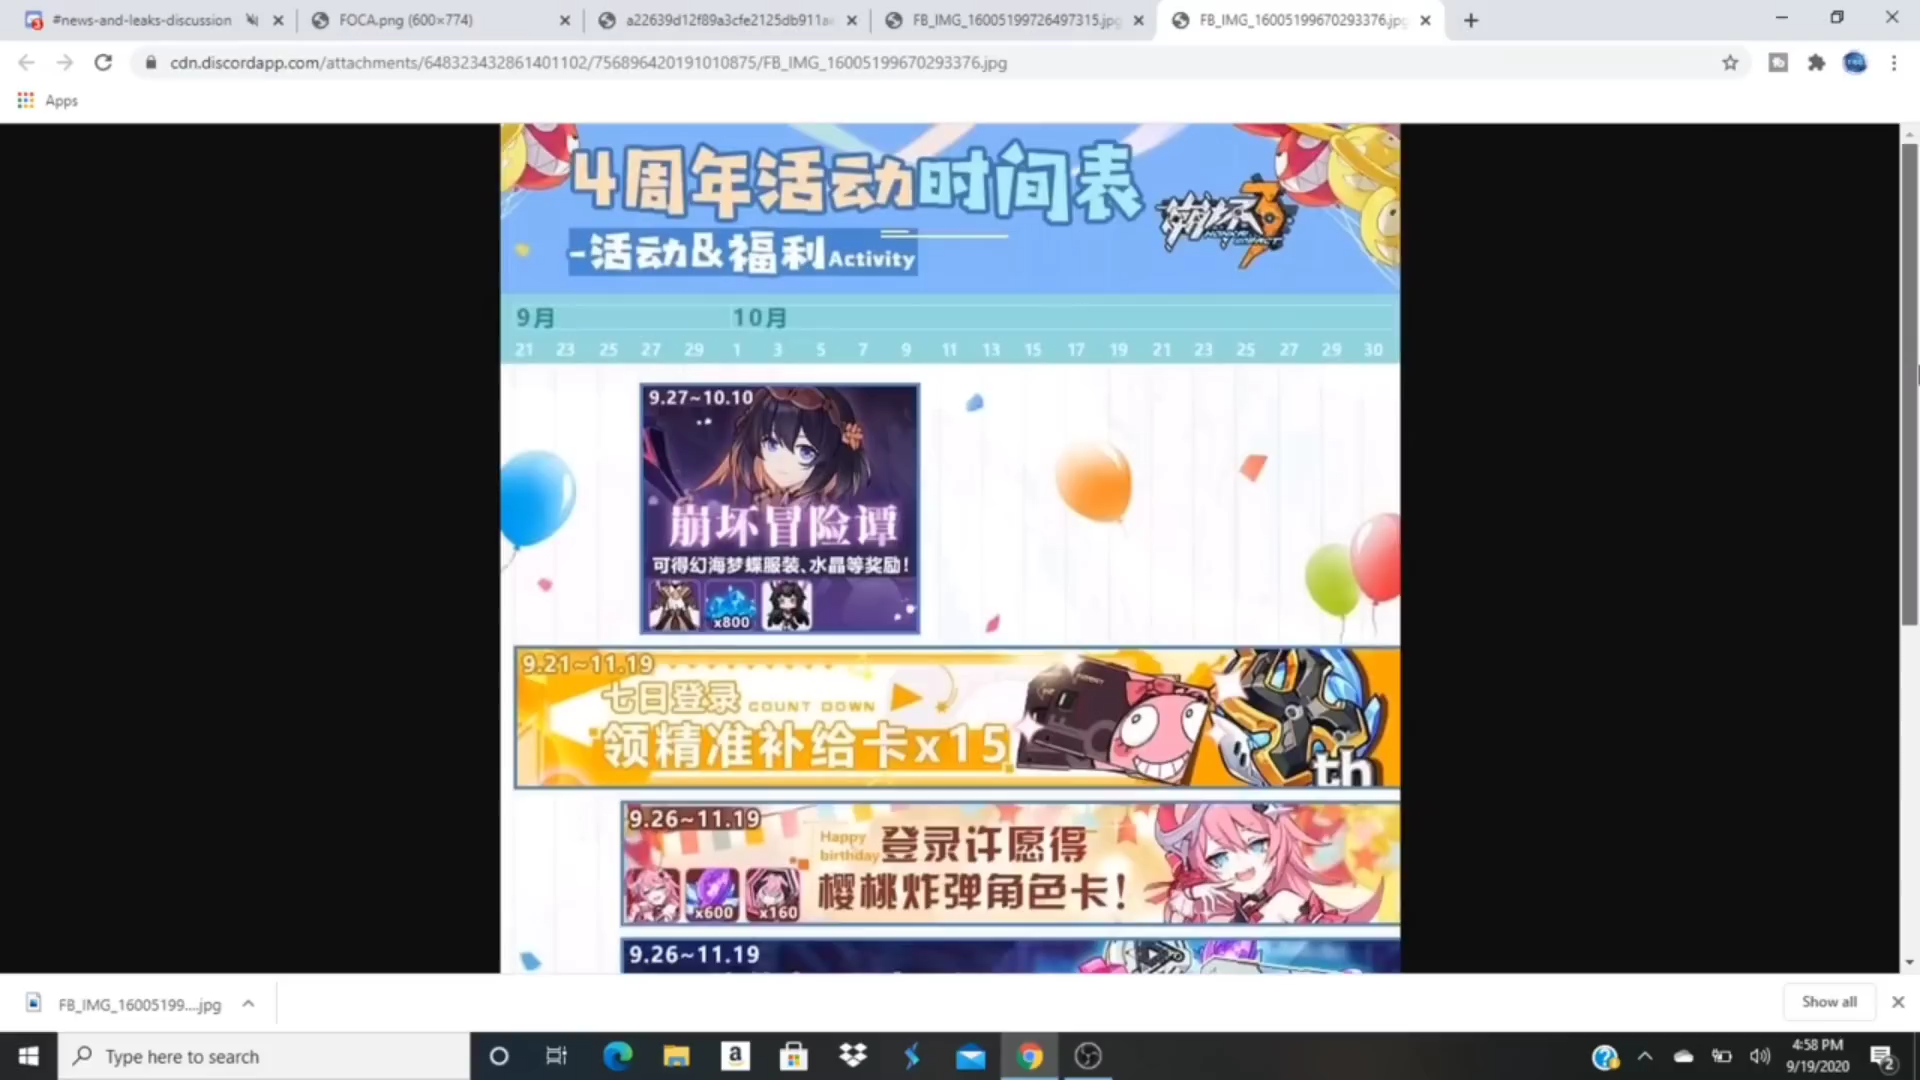 #news-and-leaks-discussion
FOCA.png (600×774)
a22639d12f89a3cfe2125db911a
FB_IMG_16005199726497315.jpg
FB_IMG_16005199670293376.jpg
cdn.discordapp.com/attachments/648323432861401102/756896420191010875/FB_IMG_16005199670293376.jpg
Apps
4周年活动时间表
-活动&福利Activity
崩坏3
HONKAI IMPACT
9月 10月
21 23 25 27 29 1 3 5 7 9 11 13 15 17 19 21 23 25 27 29 30
9.27~10.10
崩坏冒险谭
可得幻海梦蝶服装、水晶等奖励!
x800
9.21~11.19
七日登录 COUNT DOWN
领精准补给卡x15
th
9.26~11.19
Happy birthday
登录许愿得
樱桃炸弹角色卡!
x600 x160
9.26~11.19
FB_IMG_16005199....jpg
Show all
Type here to search
4:58 PM
9/19/2020
2